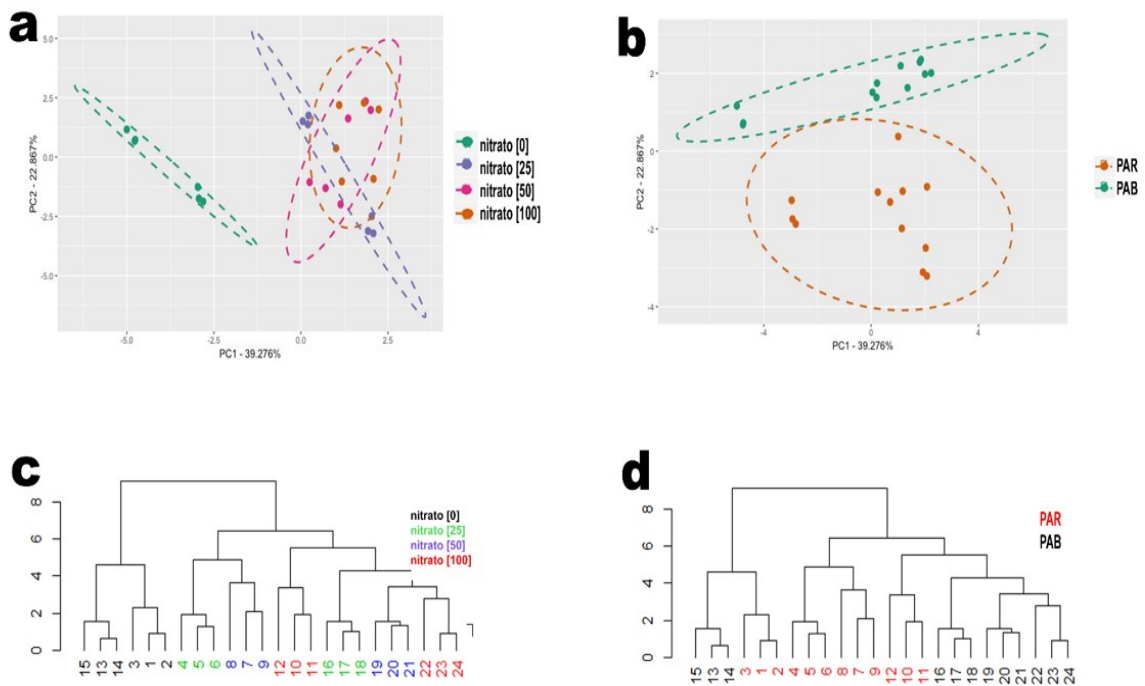 a
5.0
2.5
0.0
-2.5
-5.0
PC2 - 22.867%
-5.0 -2.5 0.0 2.5
PC1 - 39.276%
nitrato [0]
nitrato [25]
nitrato [50]
nitrato [100]
b
2
0
-2
-4
PC2 - 22.867%
-4 0 4
PC1 - 39.276%
PAR
PAB
c
8
6
4
2
0
nitrato [0]
nitrato [25]
nitrato [50]
nitrato [100]
15 13 14 3 1 2 4 5 6 8 7 9 12 10 11 16 17 18 19 20 21 22 23 24
d
8
6
4
2
0
PAR
PAB
15 13 14 3 1 2 4 5 6 8 7 9 12 10 11 16 17 18 19 20 21 22 23 24